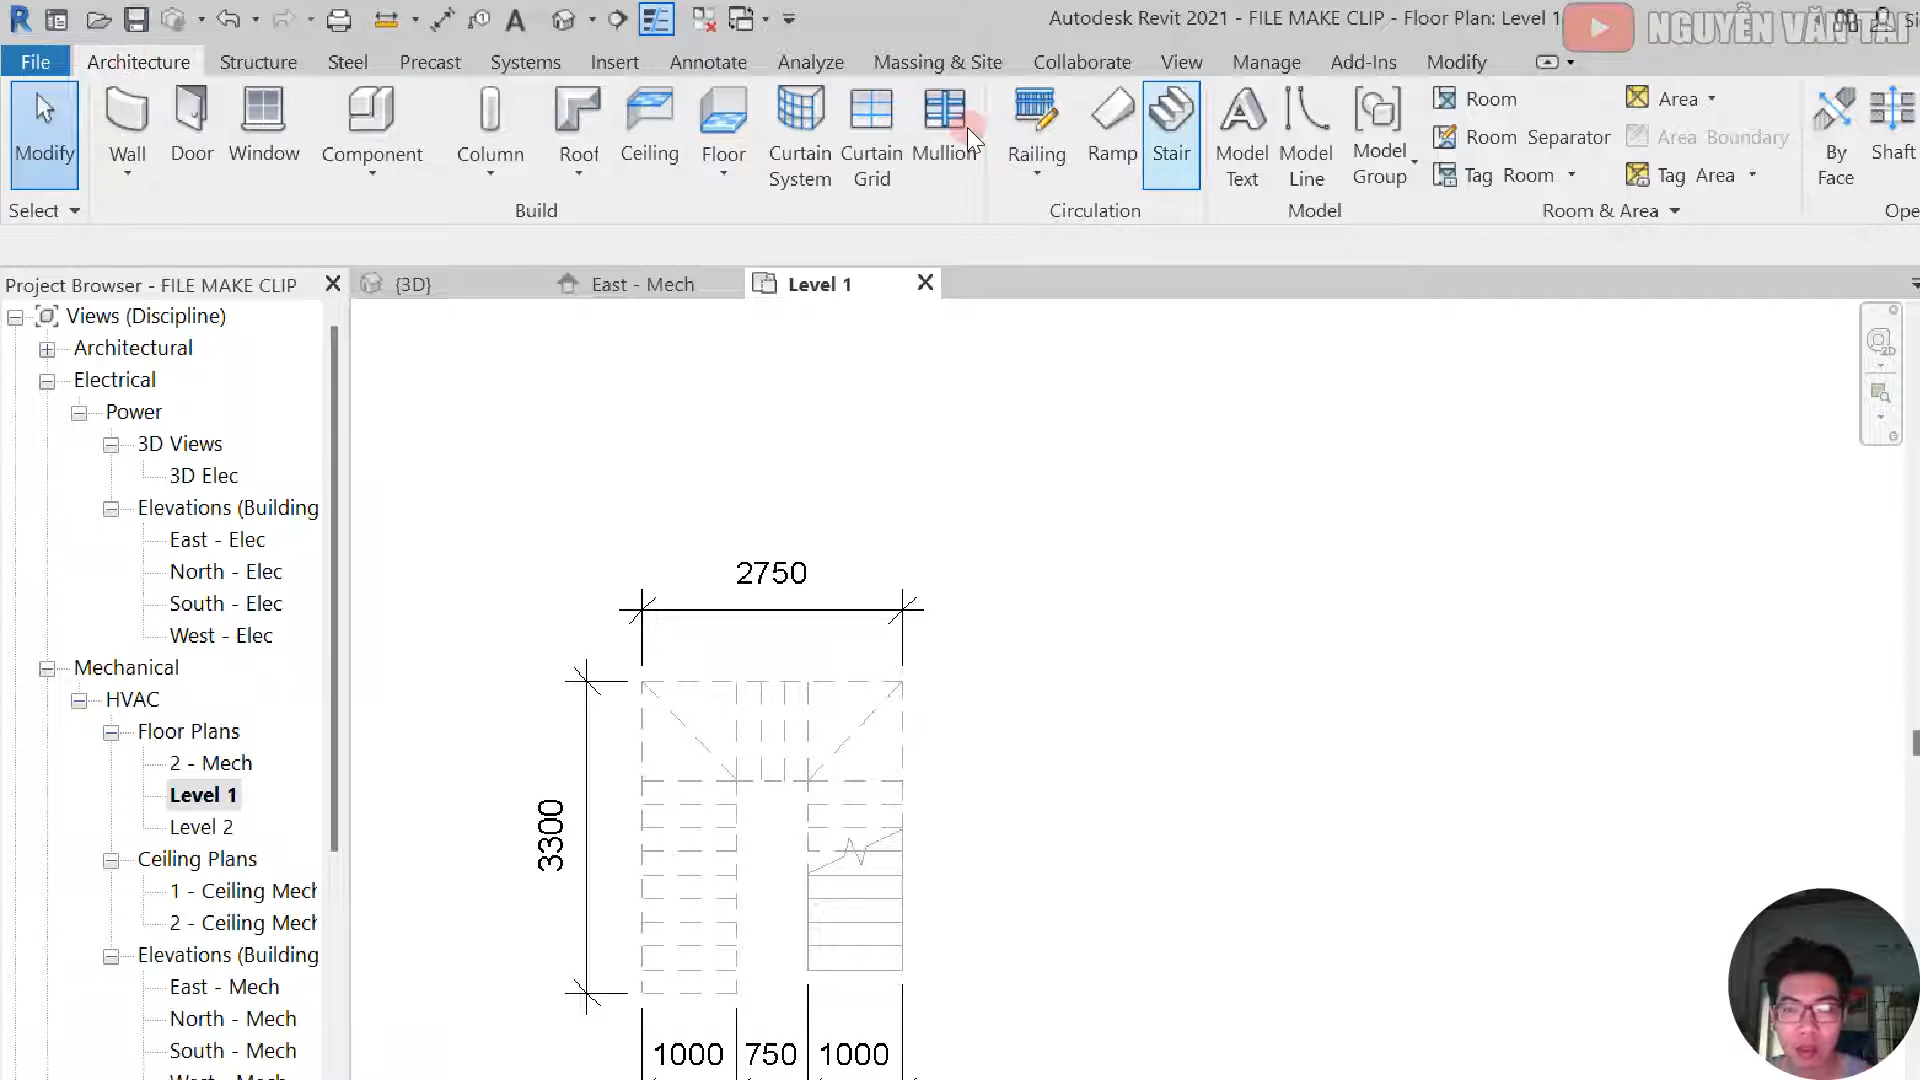 Autodesk Revit 2021 - FILE MAKE CLIP - Floor Plan: Level 1
NGUYỄN VĂN TÀI
File Architecture Structure Steel Precast Systems Insert Annotate Analyze Massing & Site Collaborate View Manage Add-Ins Modify
Modify
Wall
Door
Window
Component
Column
Roof
Ceiling
Floor
Curtain System
Curtain Grid
Mullion
Railing
Ramp
Stair
Model Text
Model Line
Model Group
Room
Room Separator
Tag Room
Area
Area Boundary
Tag Area
By Face
Shaft
Select
Build
Circulation
Model
Room & Area
Ope
Project Browser - FILE MAKE CLIP
{3D}
East - Mech
Level 1
Views (Discipline)
Architectural
Electrical
Power
3D Views
3D Elec
Elevations (Building
East - Elec
North - Elec
South - Elec
West - Elec
Mechanical
HVAC
Floor Plans
2 - Mech
Level 1
Level 2
Ceiling Plans
1 - Ceiling Mech
2 - Ceiling Mech
Elevations (Building
East - Mech
North - Mech
South - Mech
West - Mech
2750
3300
1000 750 1000
2D